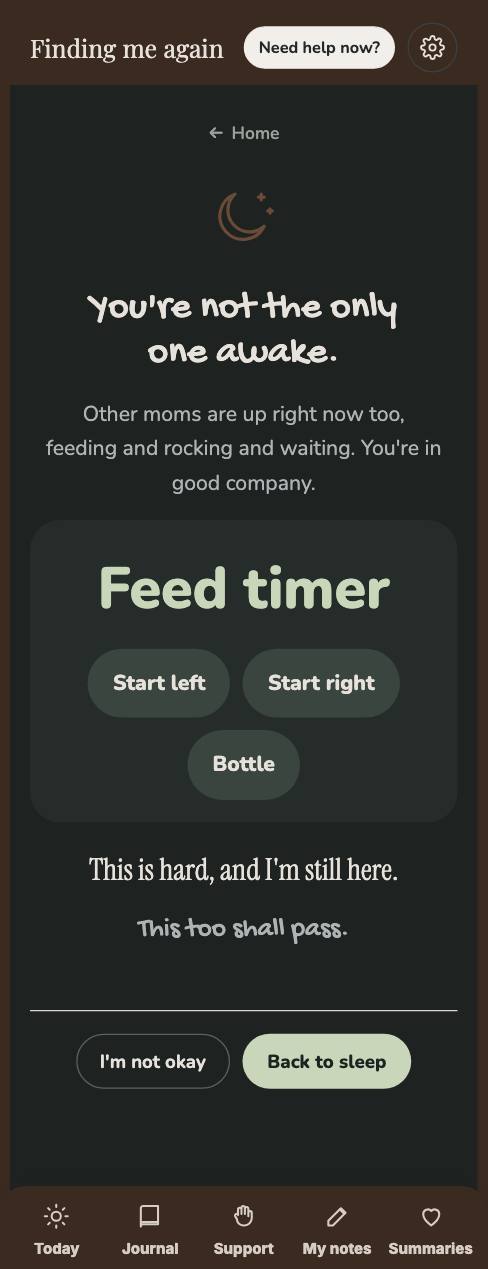 Finding me again
Need help now?
← Home
You're not the only
one awake.
Other moms are up right now too,
feeding and rocking and waiting. You're in
good company.
Feed timer
Start left
Start right
Bottle
This is hard, and I'm still here.
This too shall pass.
I'm not okay
Back to sleep
Today
Journal
Support
My notes
Summaries